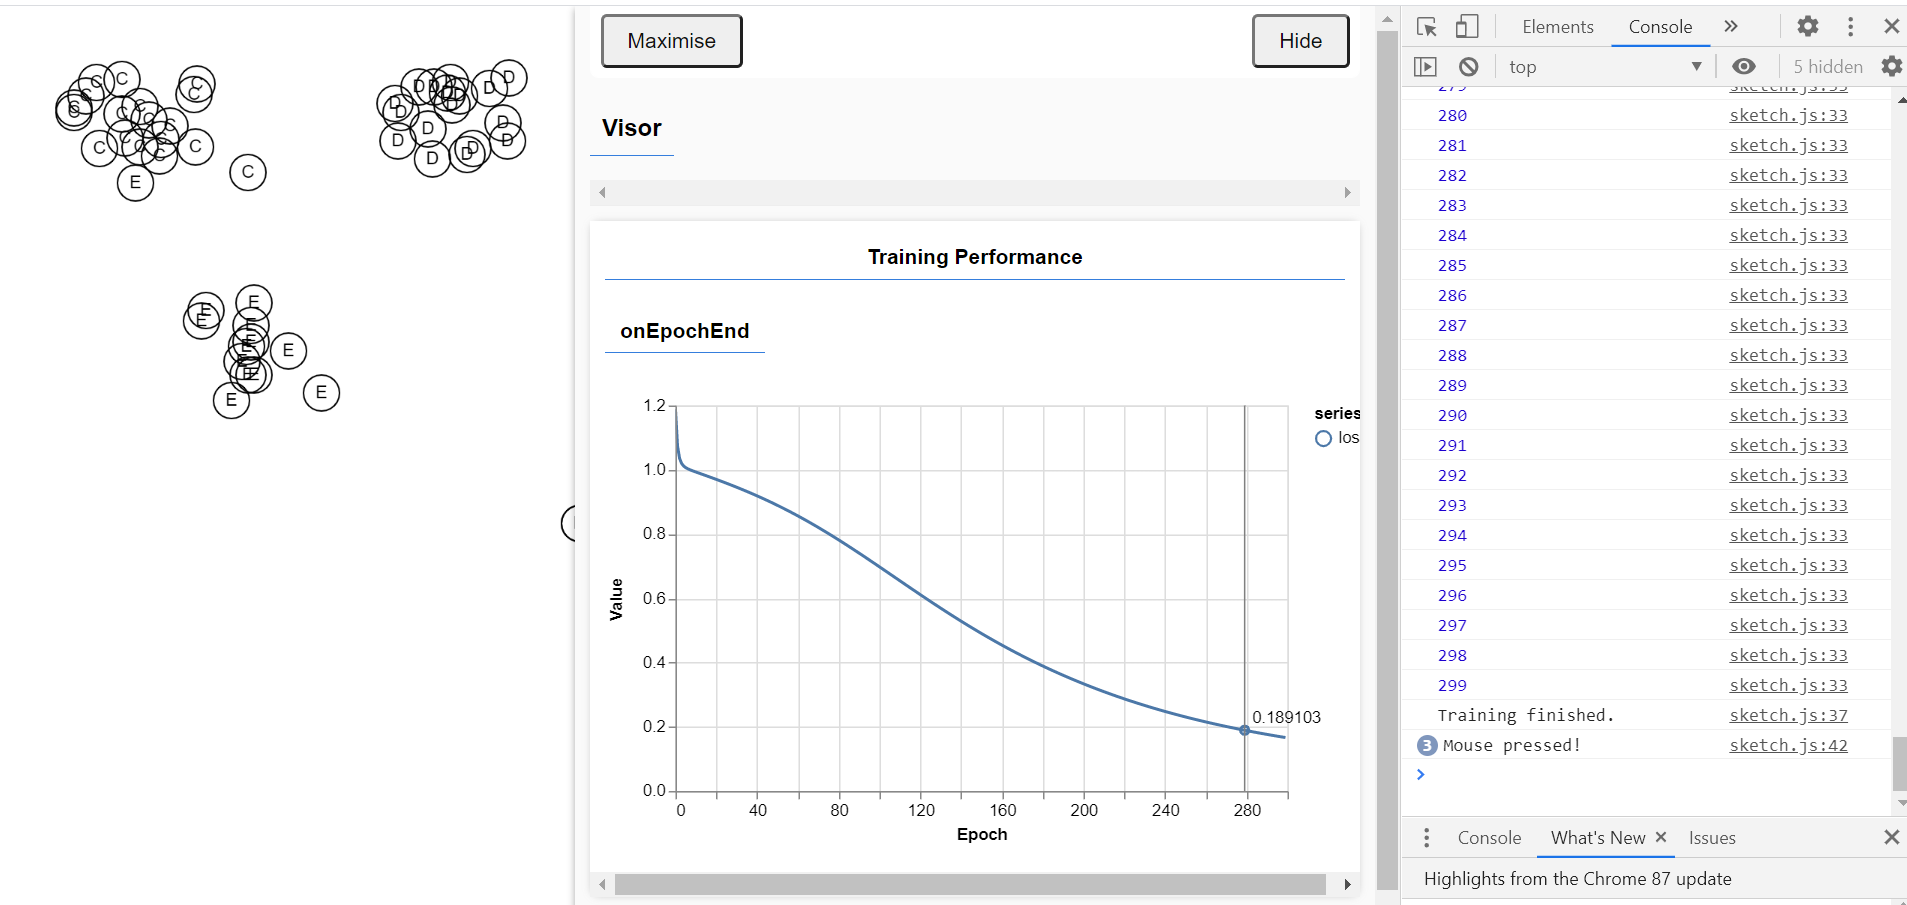 C C C C C C C C C C C C C C C C C C C
E
D D D D D D D D D D D D D D D D D
E E E E E E E E E E E E E
Maximise
Hide
Visor
Training Performance
onEpochEnd
series
los
1.2
1.0
0.8
0.6
0.4
0.2
0.0
Value
0.189103
0 40 80 120 160 200 240 280
Epoch
Elements Console
top 5 hidden
279 sketch.js:33
280 sketch.js:33
281 sketch.js:33
282 sketch.js:33
283 sketch.js:33
284 sketch.js:33
285 sketch.js:33
286 sketch.js:33
287 sketch.js:33
288 sketch.js:33
289 sketch.js:33
290 sketch.js:33
291 sketch.js:33
292 sketch.js:33
293 sketch.js:33
294 sketch.js:33
295 sketch.js:33
296 sketch.js:33
297 sketch.js:33
298 sketch.js:33
299 sketch.js:33
Training finished. sketch.js:37
3 Mouse pressed! sketch.js:42
Console What's New Issues
Highlights from the Chrome 87 update